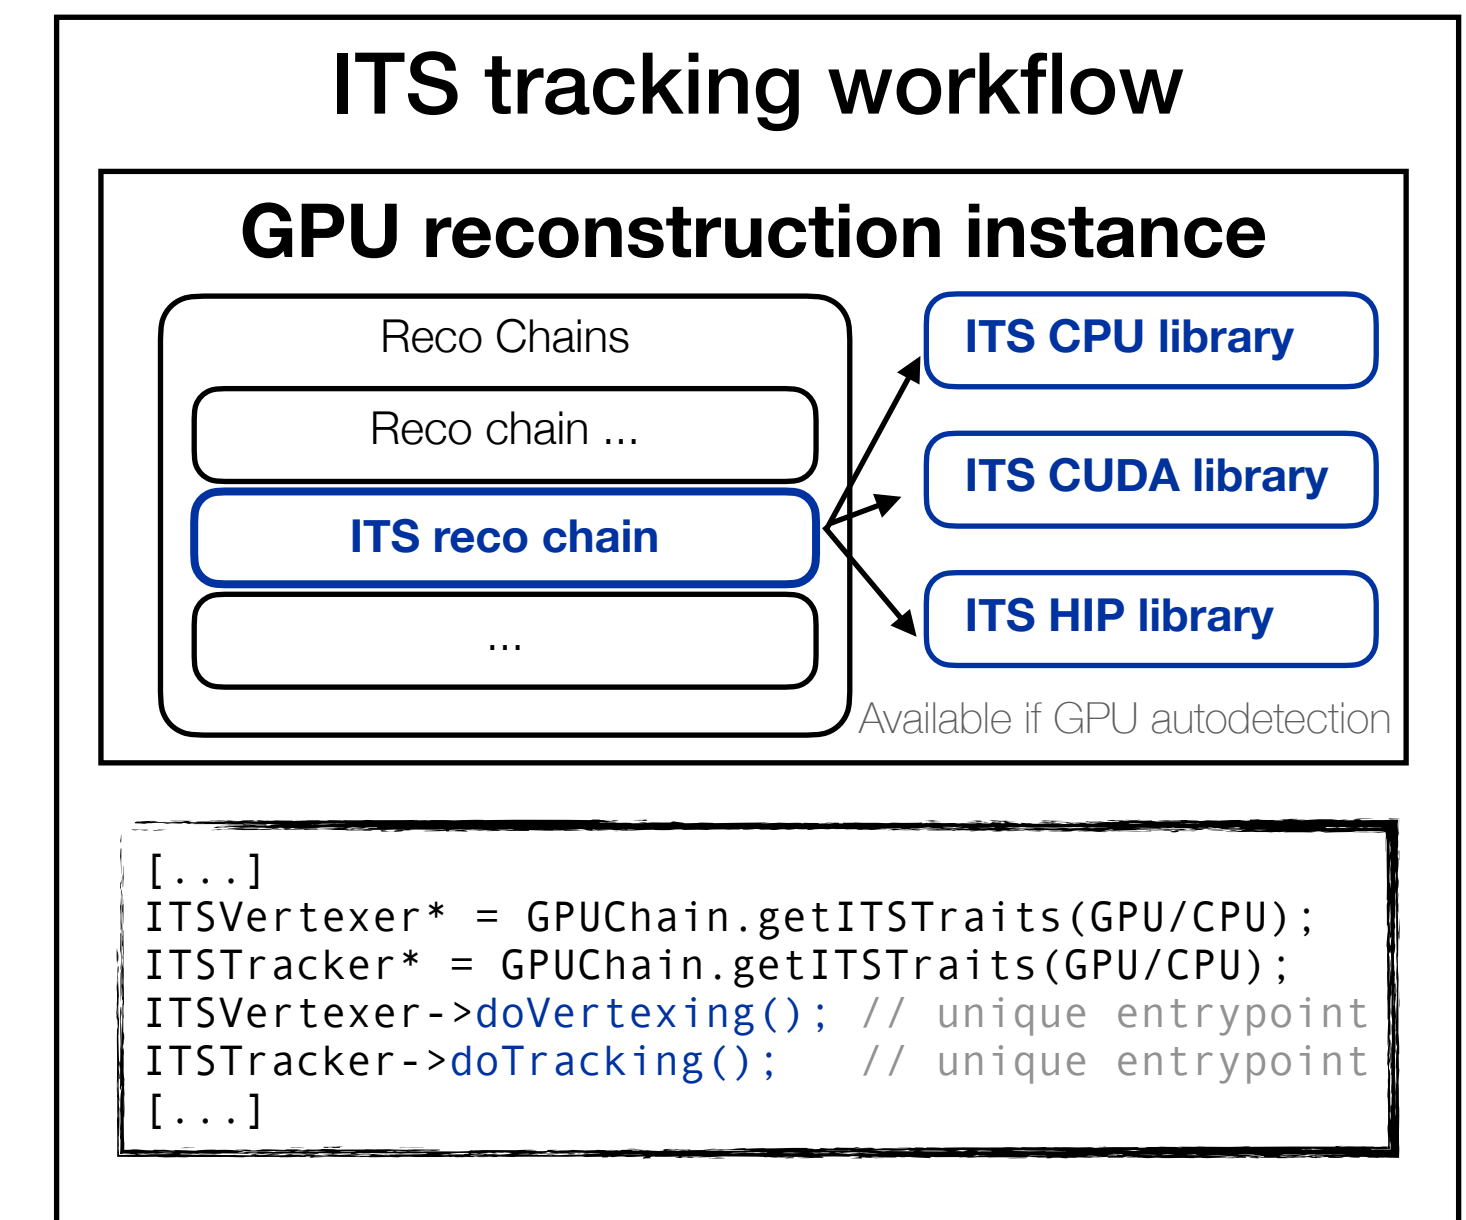 ITS tracking workflow
GPU reconstruction instance
Reco Chains
Reco chain ...
ITS reco chain
...
ITS CPU library
ITS CUDA library
ITS HIP library
Available if GPU autodetection
[...]
ITSVertexer* = GPUChain.getITSTraits(GPU/CPU);
ITSTracker* = GPUChain.getITSTraits(GPU/CPU);
ITSVertexer->doVertexing(); // unique entrypoint
ITSTracker->doTracking();   // unique entrypoint
[...]